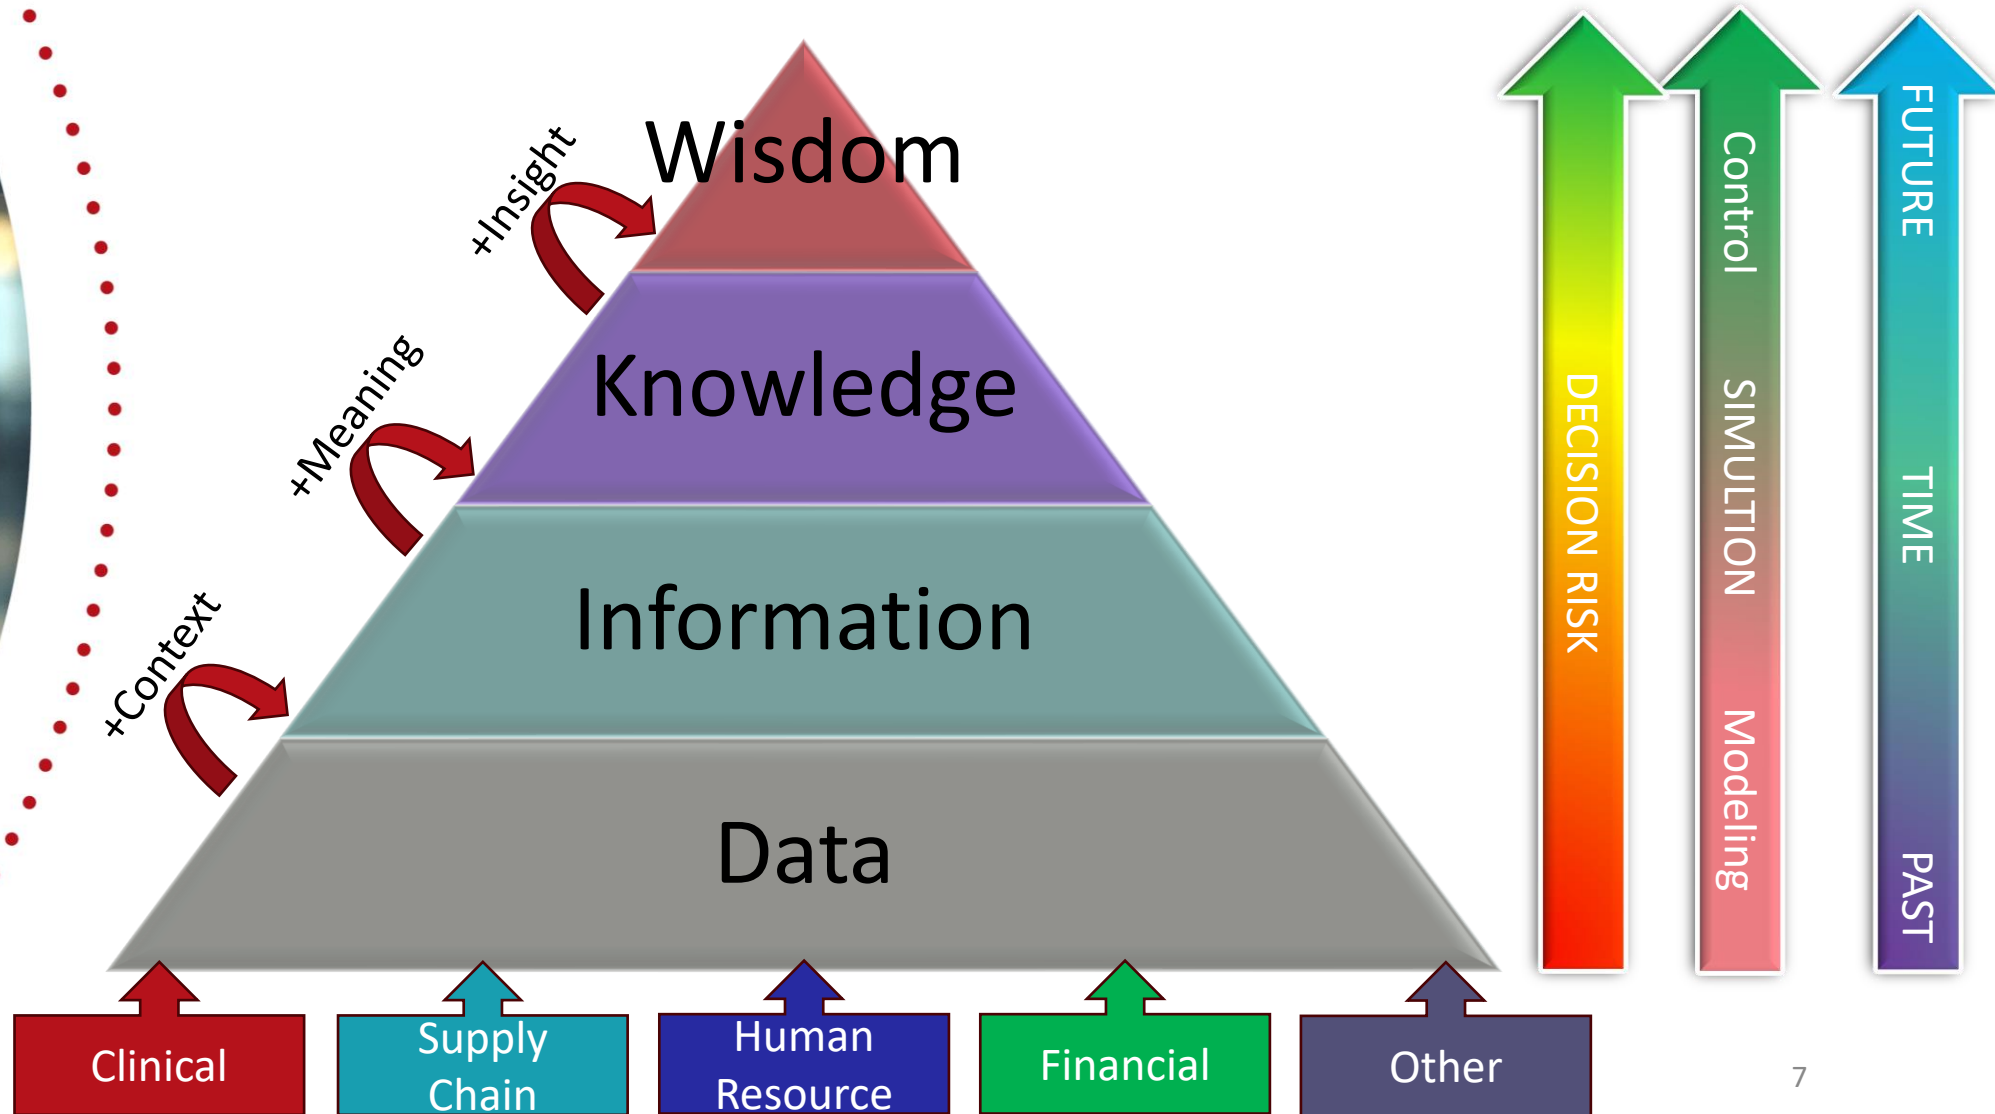 Wisdom
+Insight
Knowledge
+Meaning
Information
+Context
Data
Clinical
Supply
Chain
Human
Resource
Financial
Other
DECISION RISK
Control
SIMULTION
Modeling
FUTURE
TIME
PAST
7